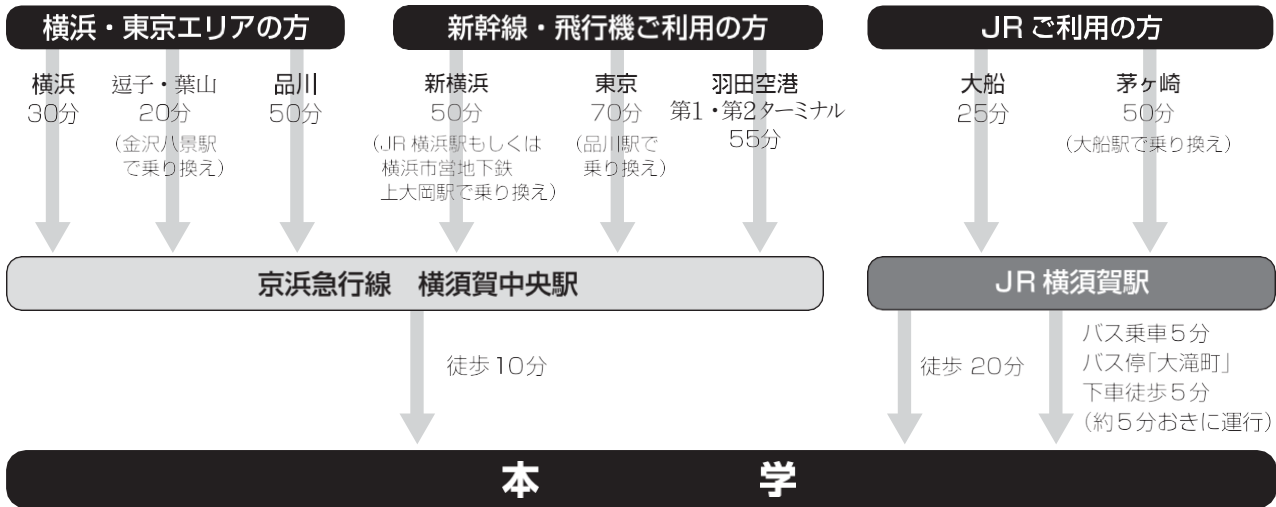 横浜・東京エリアの方
横浜
30分
逗子・葉山
20分
(金沢八景駅
で乗り換え)
品川
50分
新幹線・飛行機ご利用の方
新横浜
50分
(JR 横浜駅もしくは
横浜市営地下鉄
上大岡駅で乗り換え)
東京
70分
(品川駅で
乗り換え)
羽田空港
第1・第2ターミナル
55分
JR ご利用の方
大船
25分
茅ヶ崎
50分
(大船駅で乗り換え)
京浜急行線 横須賀中央駅
JR 横須賀駅
徒歩10分
徒歩 20分
バス乗車5分
バス停「大滝町」
下車徒歩5分
(約5分おきに運行)
本 学